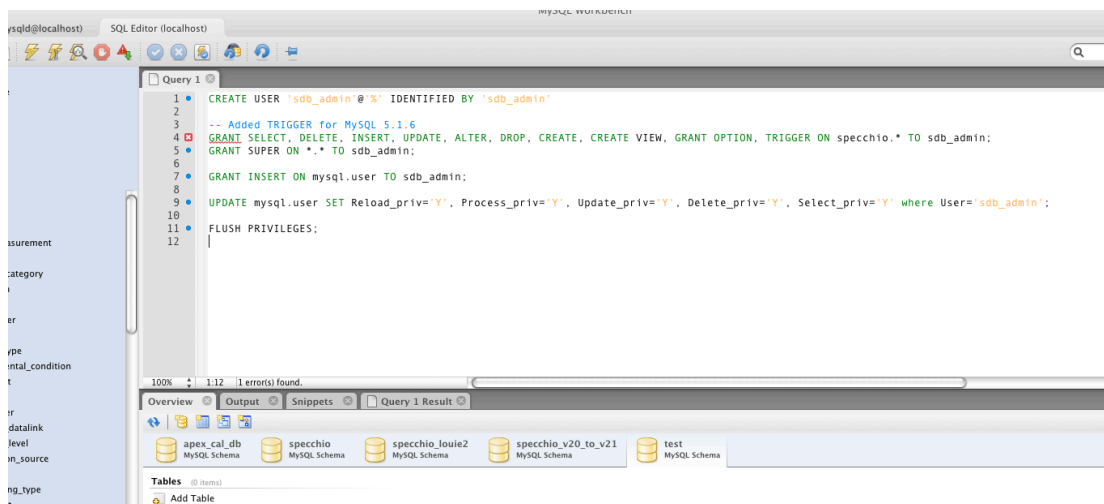 MySQL Workbench
ysqld@localhost) SQL Editor (localhost)
Query 1
1 CREATE USER 'sdb_admin'@'%' IDENTIFIED BY 'sdb_admin'
2
3 -- Added TRIGGER for MySQL 5.1.6
4 GRANT SELECT, DELETE, INSERT, UPDATE, ALTER, DROP, CREATE, CREATE VIEW, GRANT OPTION, TRIGGER ON specchio.* TO sdb_admin;
5 GRANT SUPER ON *.* TO sdb_admin;
6
7 GRANT INSERT ON mysql.user TO sdb_admin;
8
9 UPDATE mysql.user SET Reload_priv='Y', Process_priv='Y', Update_priv='Y', Delete_priv='Y', Select_priv='Y' where User='sdb_admin';
10
11 FLUSH PRIVILEGES;
12
asurement
category
er
ype
ental_condition
t
er
datalink
level
on_source
ng_type
100% 1:12 1 error(s) found.
Overview Output Snippets Query 1 Result
apex_cal_db specchio specchio_louie2 specchio_v20_to_v21 test
MySQL Schema MySQL Schema MySQL Schema MySQL Schema MySQL Schema
Tables (0 items)
Add Table